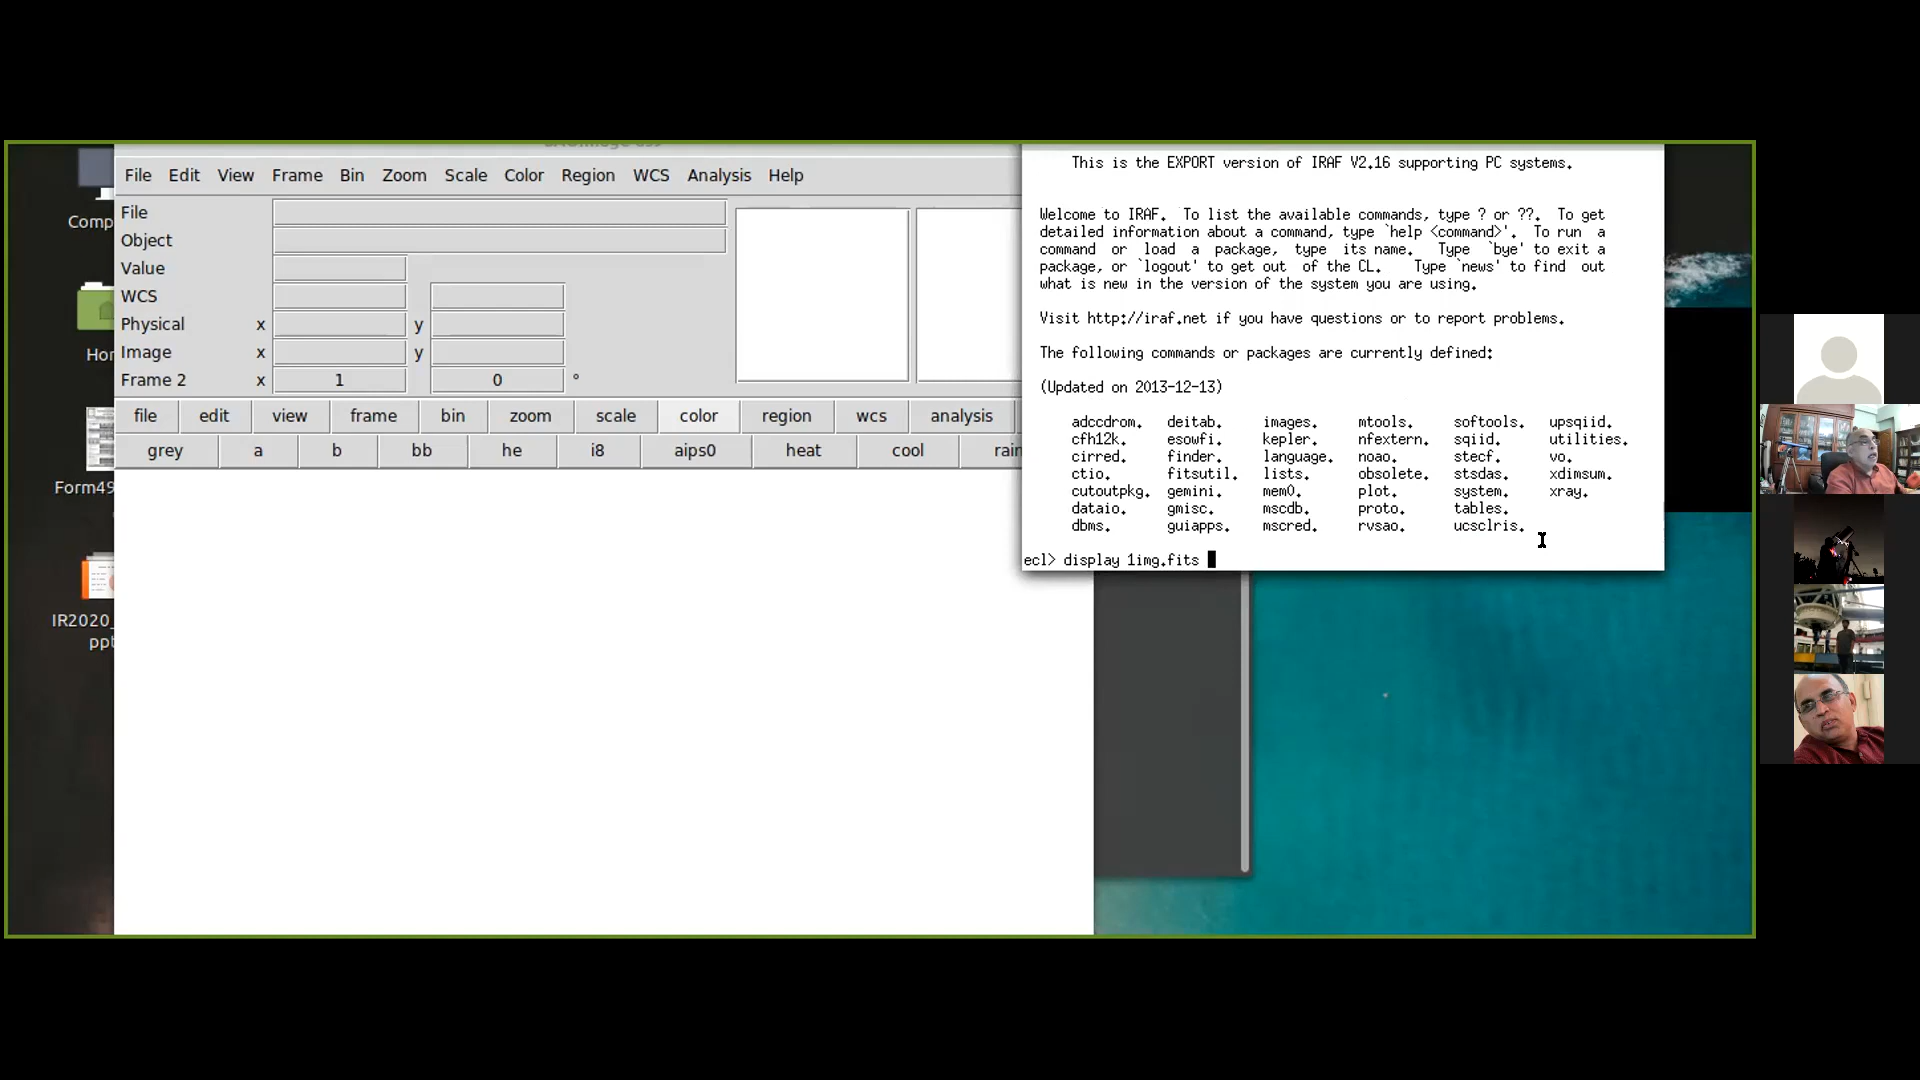 Comp
Hor
Form49
IR2020_
ppt
File Edit View Frame Bin Zoom Scale Color Region WCS Analysis Help
File
Object
Value
WCS
Physical x y
Image x y
Frame 2 x 1 0 °
file edit view frame bin zoom scale color region wcs analysis
grey a b bb he i8 aips0 heat cool rain
This is the EXPORT version of IRAF V2.16 supporting PC systems.
Welcome to IRAF. To list the available commands, type ? or ??. To get
detailed information about a command, type `help <command>'. To run a
command or load a package, type its name. Type `bye' to exit a
package, or `logout' to get out of the CL. Type `news' to find out
what is new in the version of the system you are using.
Visit http://iraf.net if you have questions or to report problems.
The following commands or packages are currently defined:
(Updated on 2013-12-13)
adccdrom. deitab. images. mtools. softools. upsqiid.
cfh12k. esowfi. kepler. nfextern. sqiid. utilities.
cirred. finder. language. noao. stecf. vo.
ctio. fitsutil. lists. obsolete. stsdas. xdimsum.
cutoutpkg. gemini. mem0. plot. system. xray.
dataio. gmisc. mscdb. proto. tables.
dbms. guiapps. mscred. rvsao. ucsclris.
ecl> display 1img.fits